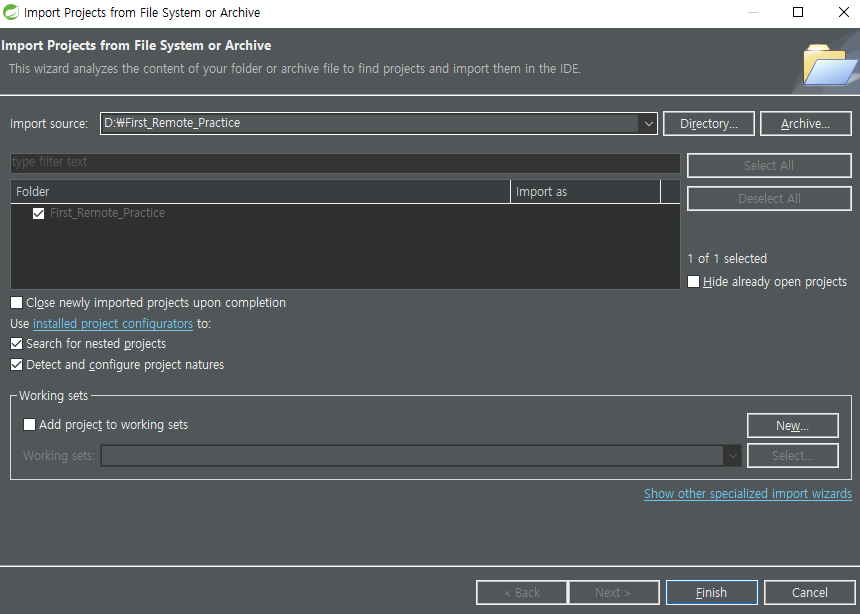 Import Projects from File System or Archive
Import Projects from File System or Archive
This wizard analyzes the content of your folder or archive file to find projects and import them in the IDE.
Import source: D:₩First_Remote_Practice Directory... Archive...
type filter text Select All
Folder Import as Deselect All
First_Remote_Practice
1 of 1 selected
Hide already open projects
Close newly imported projects upon completion
Use installed project configurators to:
Search for nested projects
Detect and configure project natures
Working sets
Add project to working sets New...
Working sets: Select...
Show other specialized import wizards
< Back Next > Finish Cancel